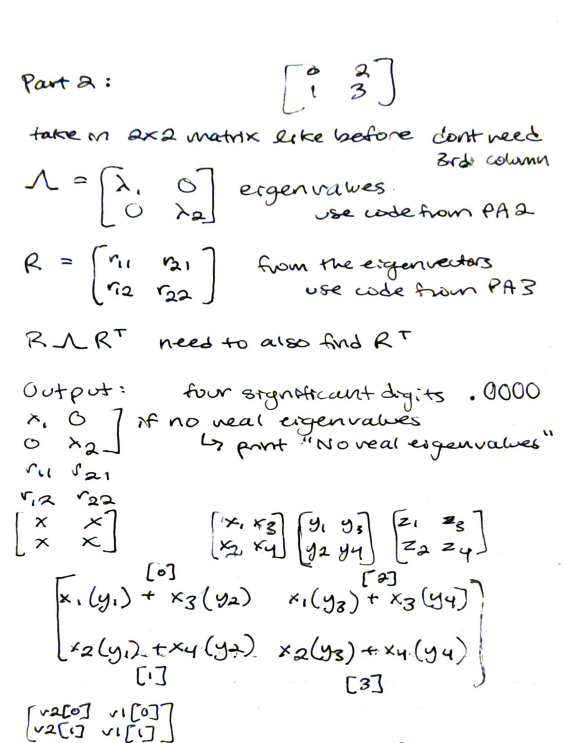 Part 2: [0 2
1 3]
take in 2x2 matrix like before dont need
3rd column
Λ = [λ1 0
0 λ2] eigenvalues.
use code from PA2
R = [r11 r21
r12 r22] from the eigenvectors
use code from PA3
RΛRᵀ need to also find Rᵀ
Output: four significant digits .0000
λ1 0
0 λ2] if no real eigenvalues
↳ print "No real eigenvalues"
r11 r21
r12 r22
[x x
x x] [x1 x3
x2 x4] [y1 y3
y2 y4] [z1 z3
z2 z4]
[0] [2]
[x1(y1) + x3(y2) x1(y3) + x3(y4)
x2(y1) + x4(y2) x2(y3) + x4(y4)]
[1] [3]
[v2[0] v1[0]
v2[1] v1[1]]